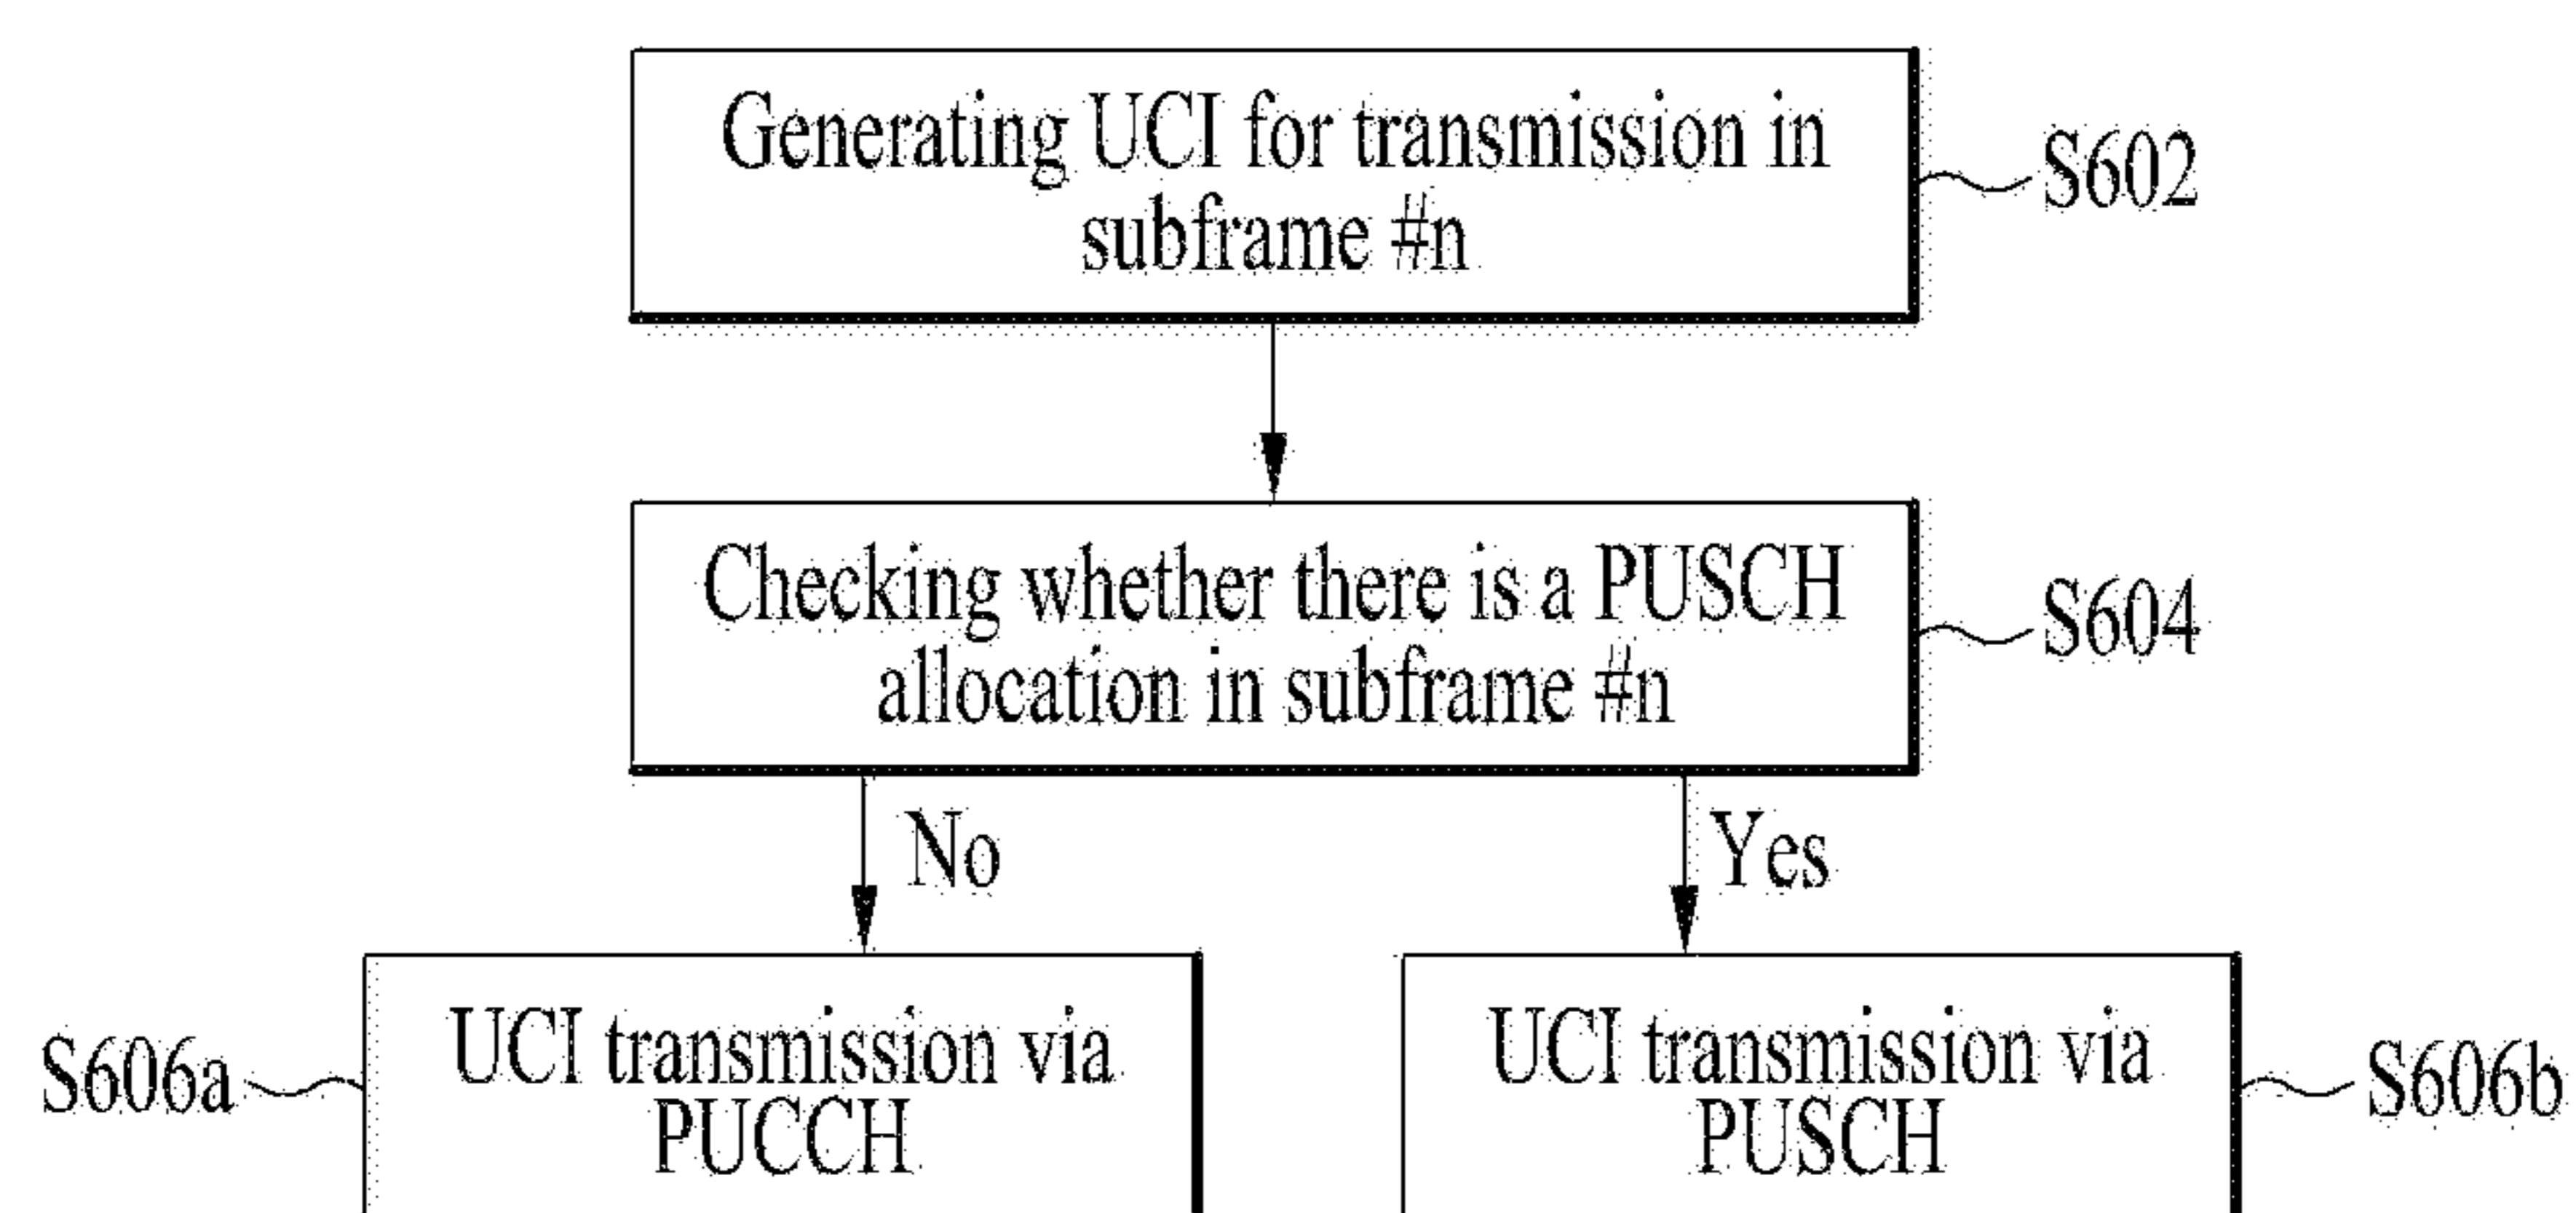 Generating UCI for transmission in
subframe #n
S602
Checking whether there is a PUSCH
allocation in subframe #n
S604
No
Yes
S606a
UCI transmission via
PUCCH
UCI transmission via
PUSCH
S606b